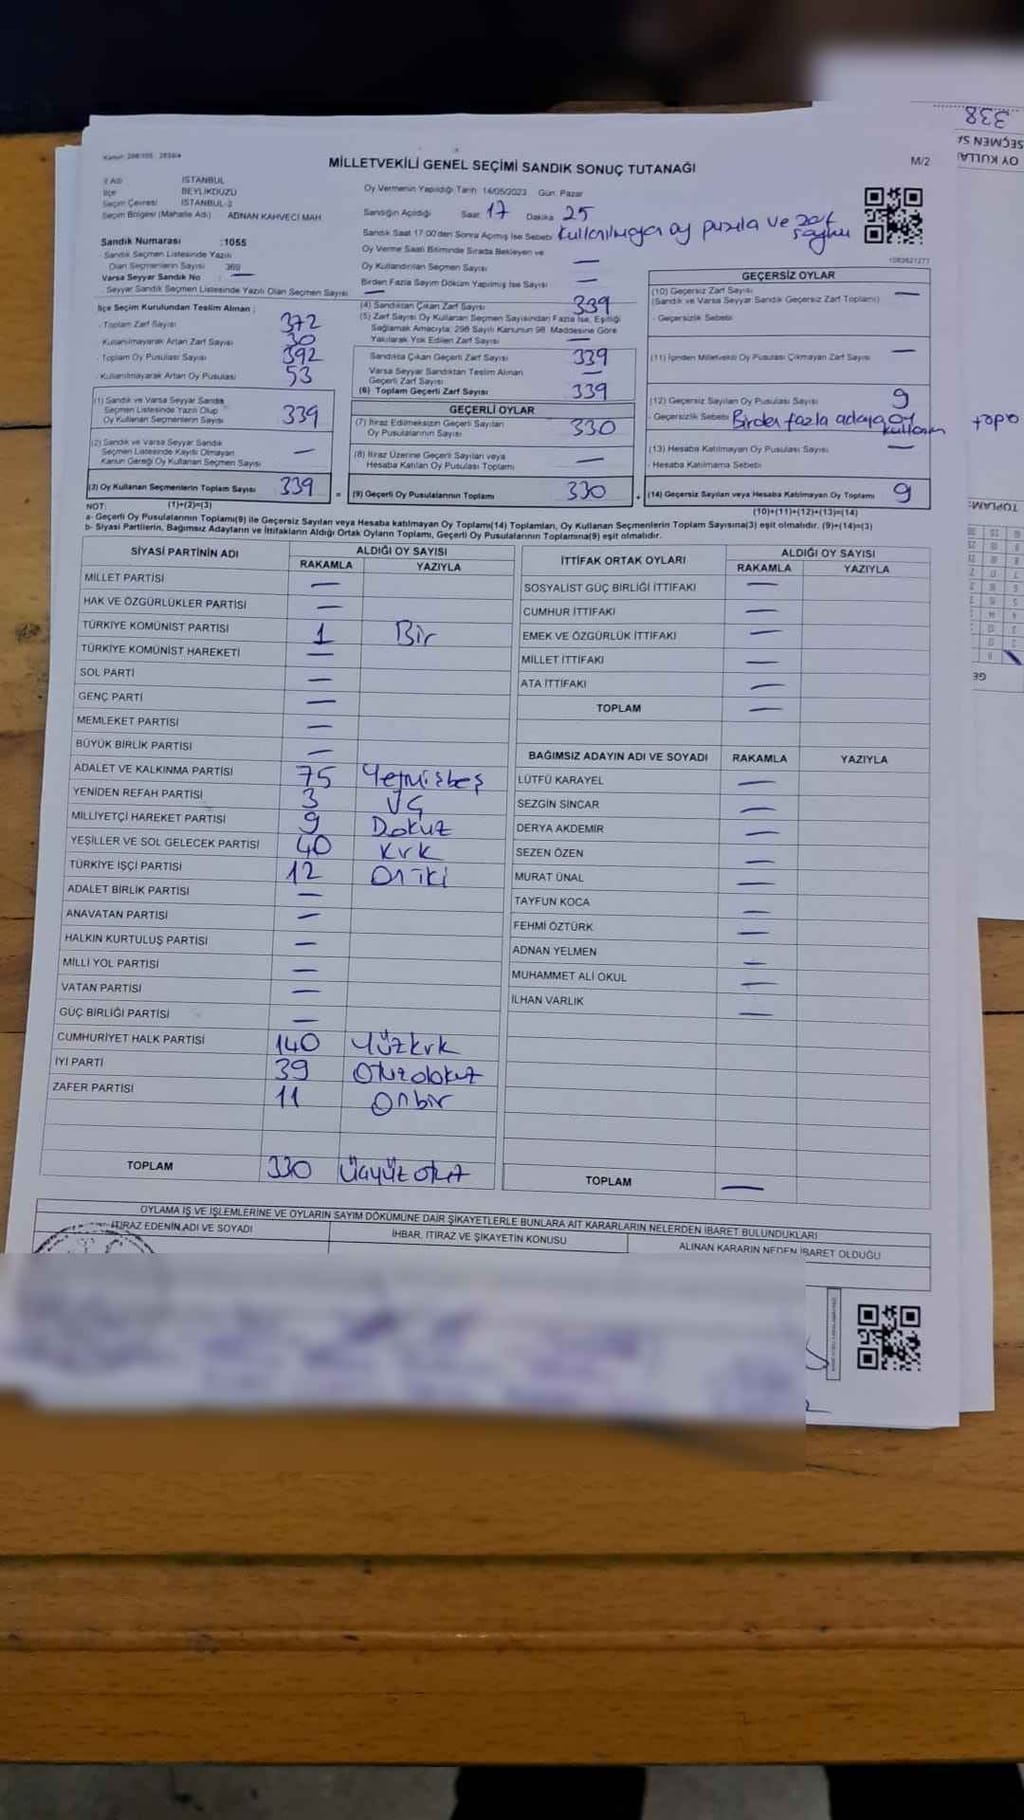 MİLLETVEKİLİ GENEL SEÇİMİ SANDIK SONUÇ TUTANAĞI
M/2
İl Adı İSTANBUL
İlçe BEYLİKDÜZÜ
Seçim Çevresi İSTANBUL-3
Seçim Bölgesi (Mahalle Adı) ADNAN KAHVECİ MAH
Sandık Numarası :1055
Sandık Seçmen Listesinde Yazılı
Olan Seçmenlerin Sayısı 369
Varsa Seyyar Sandık No —
Seyyar Sandık Seçmen Listesinde Yazılı Olan Seçmen Sayısı —
Oy Vermenin Yapıldığı Tarih 14/05/2023 Gün. Pazar
Sandığın Açıldığı Saat 17 Dakika 25
Sandık Saat 17:00'den Sonra Açılmış İse Sebebi Kullanılmayan oy pusula ve zarf sayımı
Oy Verme Saati Bitiminde Sırada Bekleyen ve
Oy Kullandırılan Seçmen Sayısı —
Birden Fazla Sayım Döküm Yapılmış İse Sayısı —
İlçe Seçim Kurulundan Teslim Alınan :
Toplam Zarf Sayısı 372
Kullanılmayarak Artan Zarf Sayısı 30
Toplam Oy Pusulası Sayısı 392
Kullanılmayarak Artan Oy Pusulası 53
(1) Sandık ve Varsa Seyyar Sandık
Seçmen Listesinde Yazılı Olup
Oy Kullanan Seçmenlerin Sayısı 339
(2) Sandık ve Varsa Seyyar Sandık
Seçmen Listesinde Kayıtlı Olmayan
Kanun Gereği Oy Kullanan Seçmen Sayısı —
(3) Oy Kullanan Seçmenlerin Toplam Sayısı 339
(1)+(2)=(3)
(4) Sandıktan Çıkan Zarf Sayısı 339
(5) Zarf Sayısı Oy Kullanan Seçmen Sayısından Fazla İse, Eşitliği
Sağlamak Amacıyla; 298 Sayılı Kanunun 98. Maddesine Göre
Yakılarak Yok Edilen Zarf Sayısı —
Sandıkta Çıkan Geçerli Zarf Sayısı 339
Varsa Seyyar Sandıktan Teslim Alınan
Geçerli Zarf Sayısı —
(6) Toplam Geçerli Zarf Sayısı 339
GEÇERLİ OYLAR
(7) İtiraz Edilmeksizin Geçerli Sayılan
Oy Pusulalarının Sayısı 330
(8) İtiraz Üzerine Geçerli Sayılan veya
Hesaba Katılan Oy Pusulası Toplamı —
= (9) Geçerli Oy Pusulalarının Toplamı 330
GEÇERSİZ OYLAR
(10) Geçersiz Zarf Sayısı —
(Sandık ve Varsa Seyyar Sandık Geçersiz Zarf Toplamı)
- Geçersizlik Sebebi
(11) İçinden Milletvekili Oy Pusulası Çıkmayan Zarf Sayısı —
(12) Geçersiz Sayılan Oy Pusulası Sayısı 9
- Geçersizlik Sebebi Birden fazla adaya oy kullanım
(13) Hesaba Katılmayan Oy Pusulası Sayısı —
- Hesaba Katılmama Sebebi
+ (14) Geçersiz Sayılan veya Hesaba Katılmayan Oy Toplamı 9
(10)+(11)+(12)+(13)=(14)
NOT:
a- Geçerli Oy Pusulalarının Toplamı(9) ile Geçersiz Sayılan veya Hesaba katılmayan Oy Toplamı(14) Toplamları, Oy Kullanan Seçmenlerin Toplam Sayısına(3) eşit olmalıdır. (9)+(14)=(3)
b- Siyasi Partilerin, Bağımsız Adayların ve İttifakların Aldığı Ortak Oyların Toplamı, Geçerli Oy Pusulalarının Toplamına(9) eşit olmalıdır.
SİYASİ PARTİNİN ADI ALDIĞI OY SAYISI
RAKAMLA YAZIYLA
MİLLET PARTİSİ —
HAK VE ÖZGÜRLÜKLER PARTİSİ —
TÜRKİYE KOMÜNİST PARTİSİ 1 Bir
TÜRKİYE KOMÜNİST HAREKETİ —
SOL PARTİ —
GENÇ PARTİ —
MEMLEKET PARTİSİ —
BÜYÜK BİRLİK PARTİSİ —
ADALET VE KALKINMA PARTİSİ 75 Yetmişbeş
YENİDEN REFAH PARTİSİ 3 Üç
MİLLİYETÇİ HAREKET PARTİSİ 9 Dokuz
YEŞİLLER VE SOL GELECEK PARTİSİ 40 Kırk
TÜRKİYE İŞÇİ PARTİSİ 12 Oniki
ADALET BİRLİK PARTİSİ —
ANAVATAN PARTİSİ —
HALKIN KURTULUŞ PARTİSİ —
MİLLİ YOL PARTİSİ —
VATAN PARTİSİ —
GÜÇ BİRLİĞİ PARTİSİ —
CUMHURİYET HALK PARTİSİ 140 Yüzkırk
İYİ PARTİ 39 Otuzdokuz
ZAFER PARTİSİ 11 Onbir
TOPLAM 330 Üçyüz otuz
İTTİFAK ORTAK OYLARI ALDIĞI OY SAYISI
RAKAMLA YAZIYLA
SOSYALİST GÜÇ BİRLİĞİ İTTİFAKI —
CUMHUR İTTİFAKI —
EMEK VE ÖZGÜRLÜK İTTİFAKI —
MİLLET İTTİFAKI —
ATA İTTİFAKI —
TOPLAM —
BAĞIMSIZ ADAYIN ADI VE SOYADI RAKAMLA YAZIYLA
LÜTFÜ KARAYEL —
SEZGİN SİNCAR —
DERYA AKDEMİR —
SEZEN ÖZEN —
MURAT ÜNAL —
TAYFUN KOCA —
FEHMİ ÖZTÜRK —
ADNAN YELMEN —
MUHAMMET ALİ OKUL —
İLHAN VARLIK —
TOPLAM —
OYLAMA İŞ VE İŞLEMLERİNE VE OYLARIN SAYIM DÖKÜMÜNE DAİR ŞİKAYETLERLE BUNLARA AİT KARARLARIN NELERDEN İBARET BULUNDUKLARI
İTİRAZ EDENİN ADI VE SOYADI İHBAR, İTİRAZ VE ŞİKAYETİN KONUSU ALINAN KARARIN NEDEN İBARET OLDUĞU
338
OY KULLA
TOPLAM